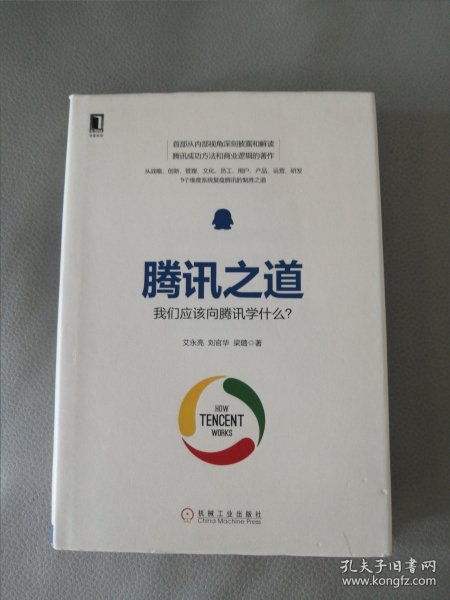 首部从内部视角深刻披露和解读
腾讯成功方法和商业逻辑的著作
从战略、创新、管理、文化、员工、用户、产品、运营、研发
9个维度系统复盘腾讯的制胜之道
腾讯之道
我们应该向腾讯学什么?
艾永亮 刘官华 梁璐◎著
HOW
TENCENT
WORKS
机械工业出版社
China Machine Press
孔夫子旧书网
www.kongfz.com